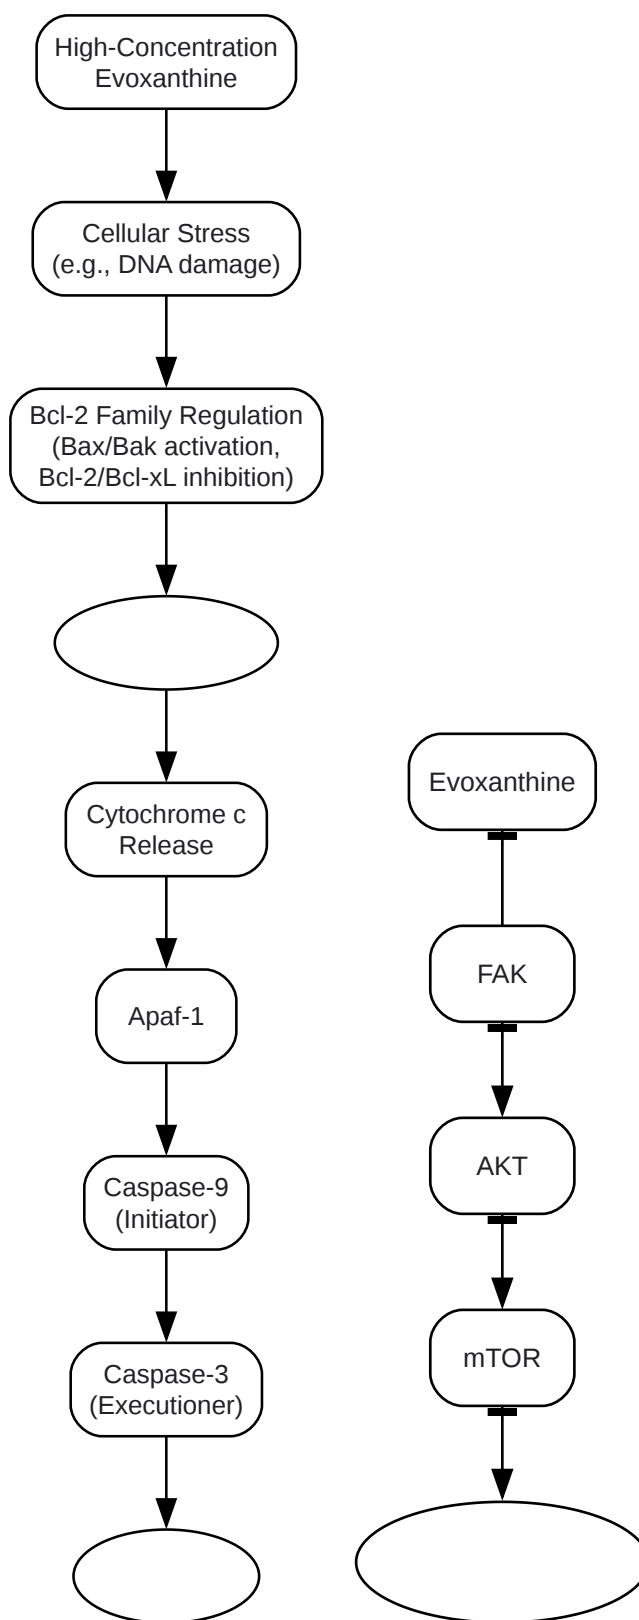 High-Concentration
Evoxanthine
Cellular Stress
(e.g., DNA damage)
Bcl-2 Family Regulation
(Bax/Bak activation,
Bcl-2/Bcl-xL inhibition)
Cytochrome c
Release
Apaf-1
Caspase-9
(Initiator)
Caspase-3
(Executioner)
Evoxanthine
FAK
AKT
mTOR